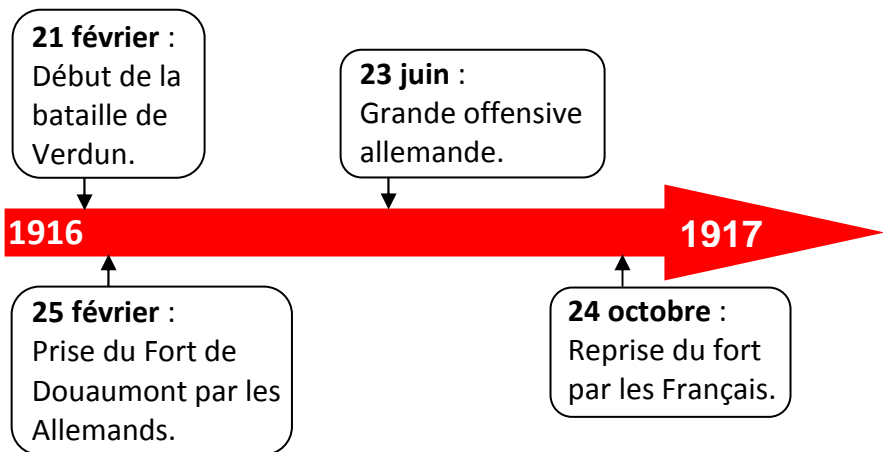 21 février :
Début de la
bataille de
Verdun.
23 juin :
Grande offensive
allemande.
1916
1917
25 février :
Prise du Fort de
Douaumont par les
Allemands.
24 octobre :
Reprise du fort
par les Français.